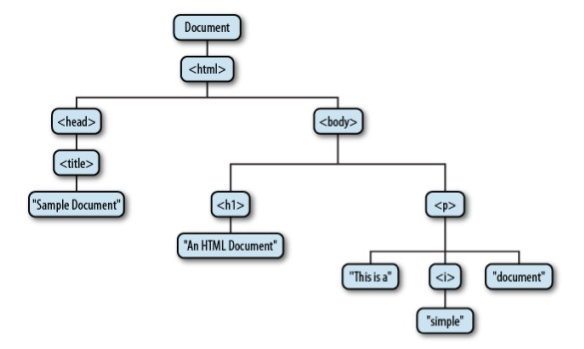 Document
<html>
<head>
<body>
<title>
"Sample Document"
<h1>
<p>
"An HTML Document"
"This is a"
<i>
"document"
"simple"